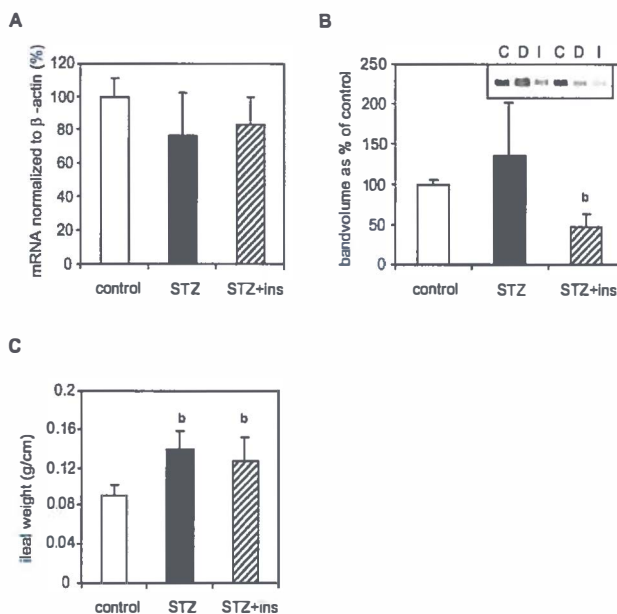 A
mRNA normalized to β -actin (%)
120
100
80
60
40
20
0
control STZ STZ+ins
B
C D I C D I
bandvolume as % of control
250
200
150
100
50
0
b
control STZ STZ+ins
C
ileal weight (g/cm)
0.2
0.16
0.12
0.08
0.04
0
b b
control STZ STZ+ins